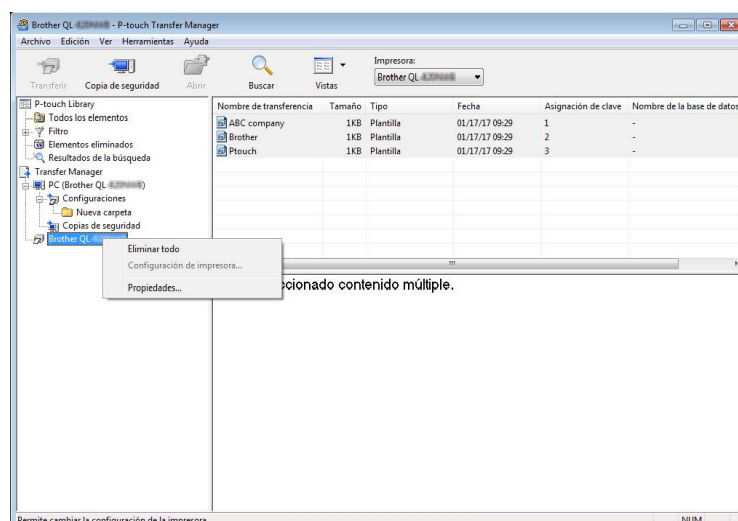 Brother QL - P-touch Transfer Manager
Archivo Edición Ver Herramientas Ayuda
Transferir Copia de seguridad Abrir Buscar Vistas
Impresora:
Brother QL
P-touch Library
Todos los elementos
Filtro
Elementos eliminados
Resultados de la búsqueda
Transfer Manager
PC (Brother QL )
Configuraciones
Nueva carpeta
Copias de seguridad
Brother QL
Eliminar todo
Configuración de impresora...
Propiedades...
Nombre de transferencia Tamaño Tipo Fecha Asignación de clave Nombre de la base de datos
ABC company 1KB Plantilla 01/17/17 09:29 1 -
Brother 1KB Plantilla 01/17/17 09:29 2 -
Ptouch 1KB Plantilla 01/17/17 09:29 3 -
ccionado contenido múltiple.
Permite cambiar la configuración de la impresora. NUM